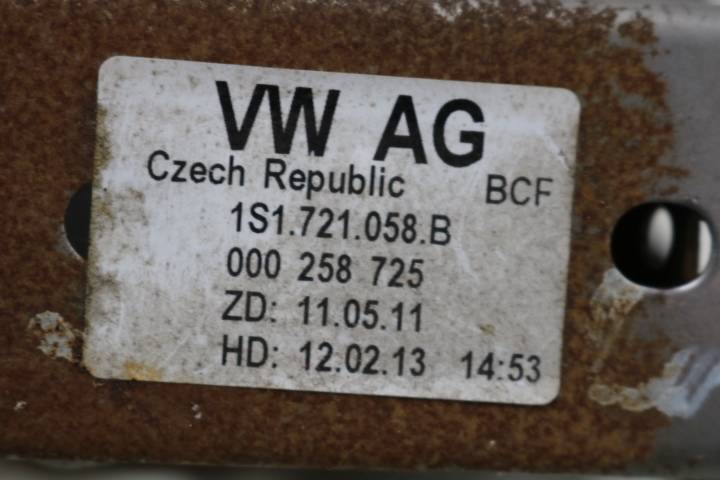 VW AG
Czech Republic BCF
1S1.721.058.B
000 258 725
ZD: 11.05.11
HD: 12.02.13 14:53